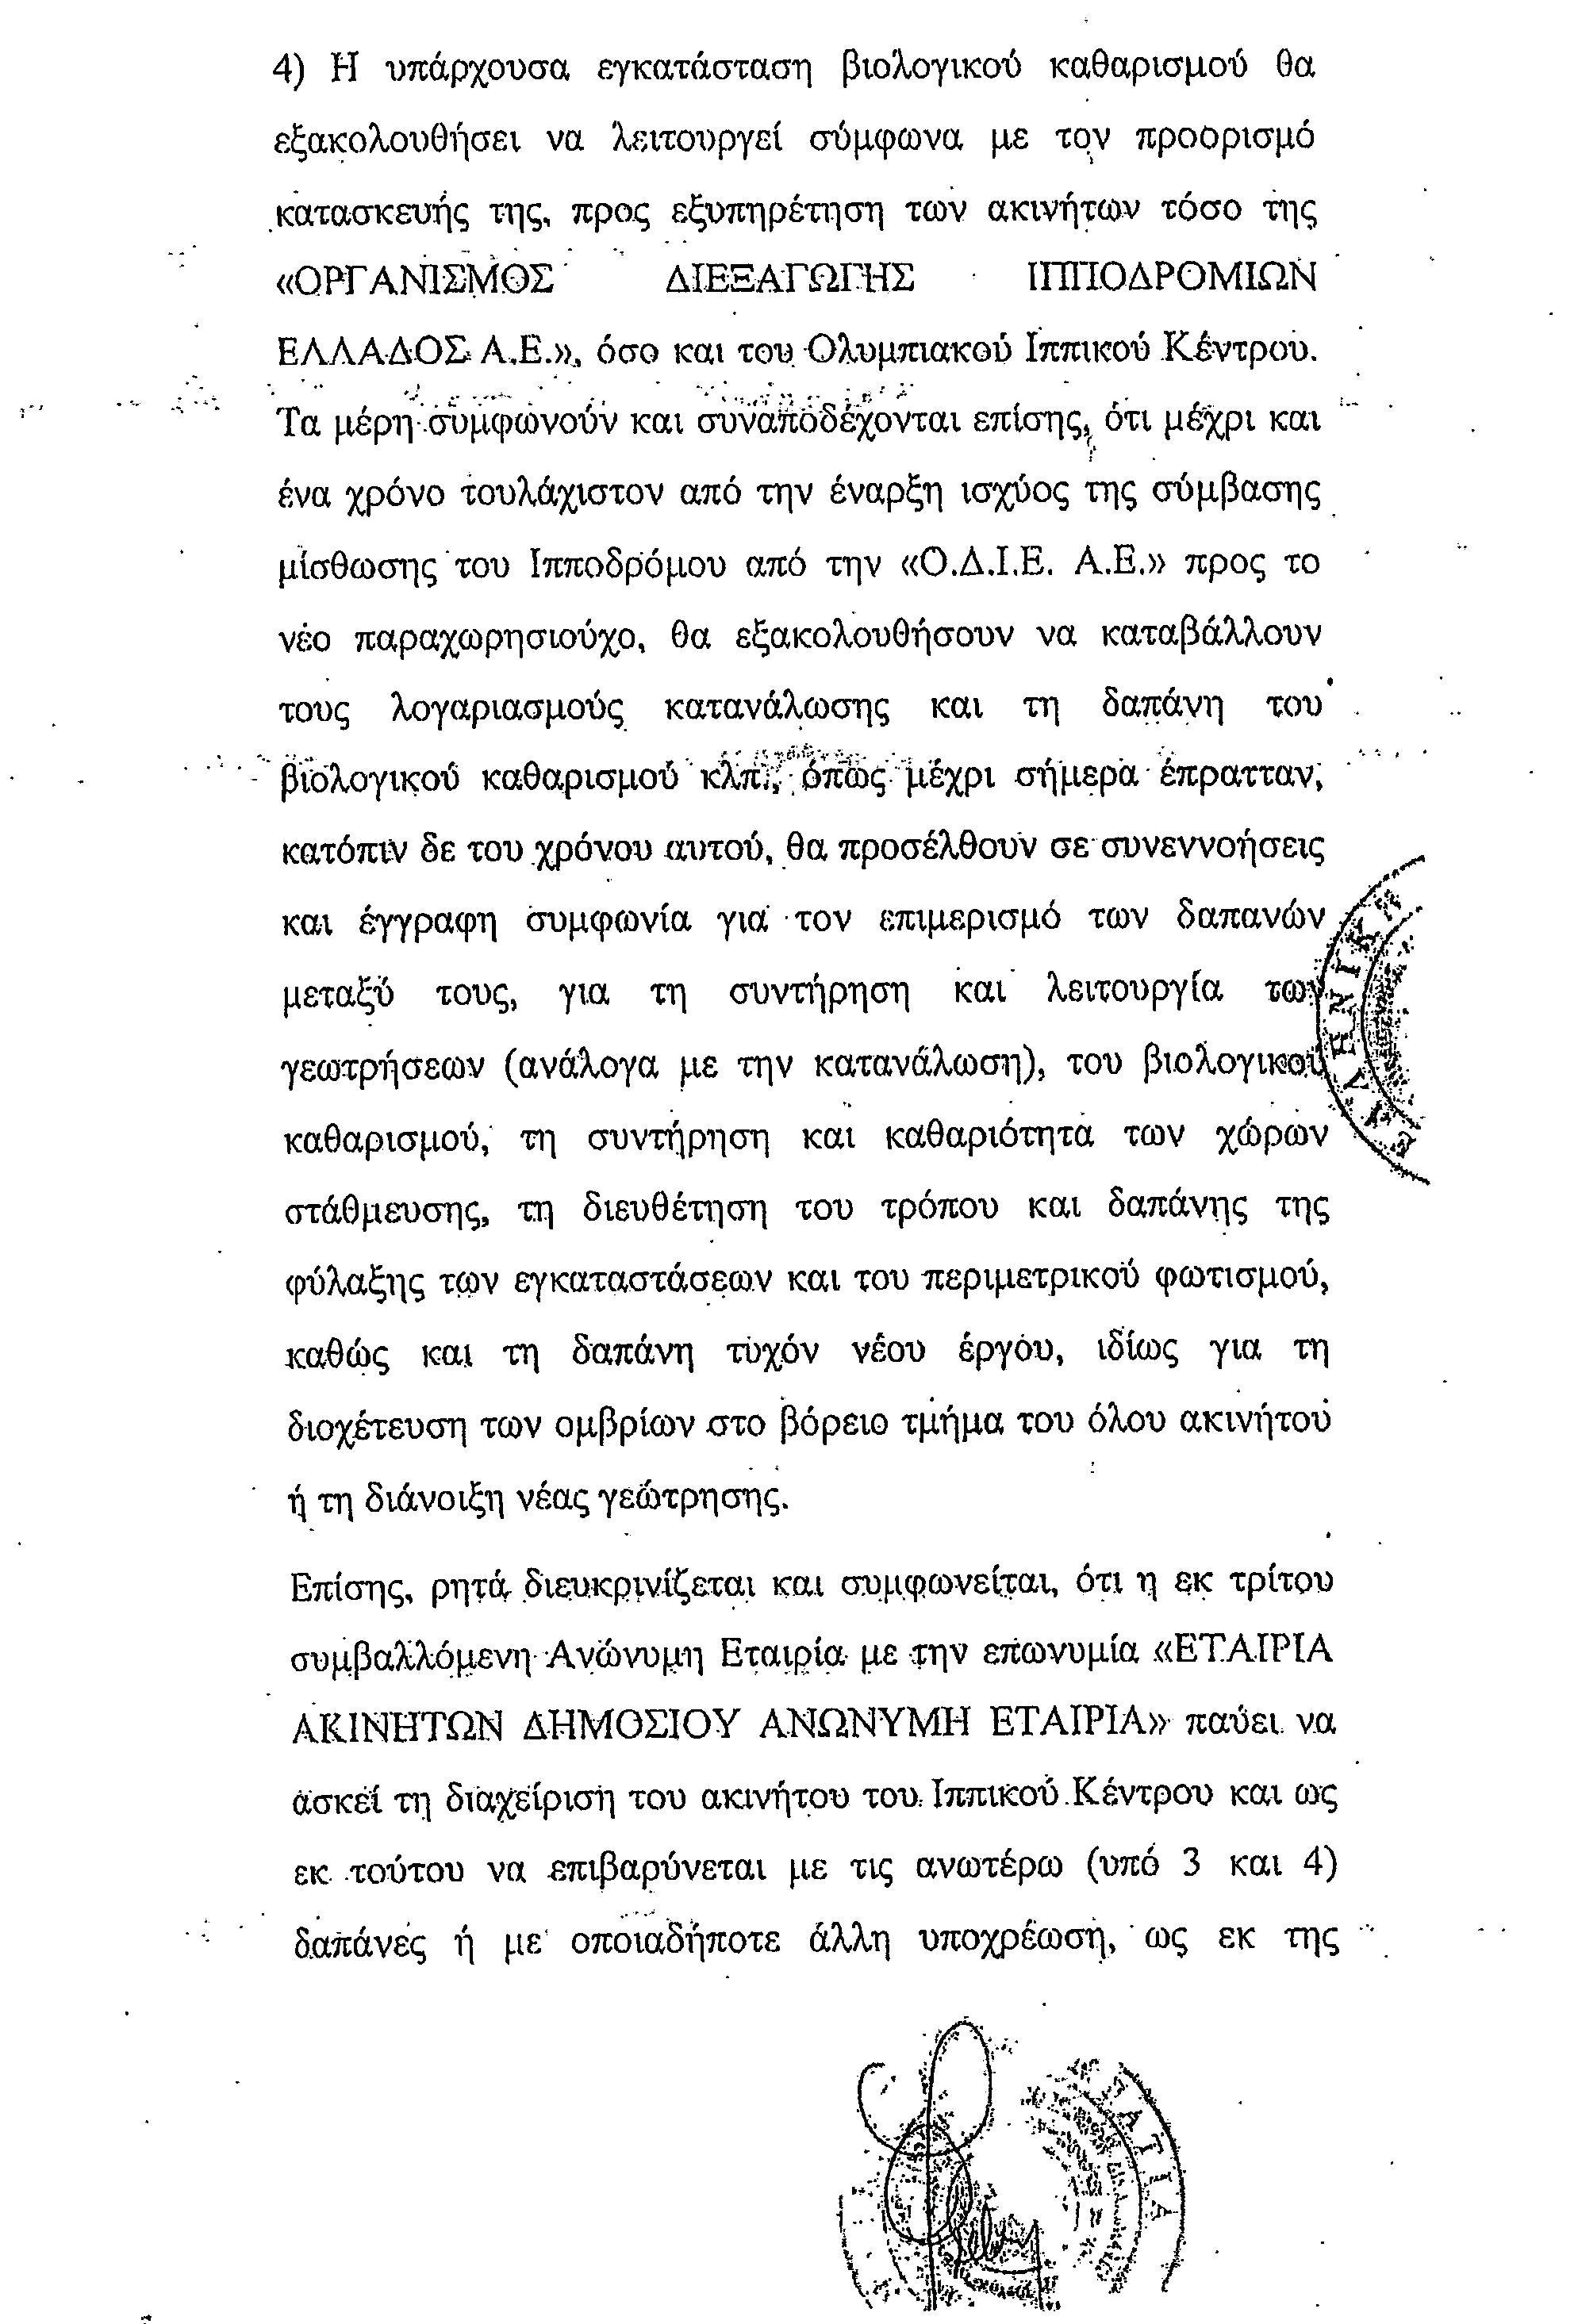 4) Η υπάρχουσα εγκατάσταση βιολογικού καθαρισμού θα
εξακολουθήσει να λειτουργεί σύμφωνα με τον προορισμό
κατασκευής της, προς εξυπηρέτηση των ακινήτων τόσο της
«ΟΡΓΑΝΙΣΜΟΣ ΔΙΕΞΑΓΩΓΗΣ ΙΠΠΟΔΡΟΜΙΩΝ
ΕΛΛΑΔΟΣ Α.Ε.», όσο και του Ολυμπιακού Ιππικού Κέντρου.
Τα μέρη συμφωνούν και συναποδέχονται επίσης, ότι μέχρι και
ένα χρόνο τουλάχιστον από την έναρξη ισχύος της σύμβασης
μίσθωσης του Ιπποδρόμου από την «Ο.Δ.Ι.Ε. Α.Ε.» προς το
νέο παραχωρησιούχο, θα εξακολουθήσουν να καταβάλλουν
τους λογαριασμούς κατανάλωσης και τη δαπάνη του
βιολογικού καθαρισμού κλπ., όπως μέχρι σήμερα έπρατταν,
κατόπιν δε του χρόνου αυτού, θα προσέλθουν σε συνεννοήσεις
και έγγραφη συμφωνία για τον επιμερισμό των δαπανών
μεταξύ τους, για τη συντήρηση και λειτουργία των
γεωτρήσεων (ανάλογα με την κατανάλωση), του βιολογικού
καθαρισμού, τη συντήρηση και καθαριότητα των χώρων
στάθμευσης, τη διευθέτηση του τρόπου και δαπάνης της
φύλαξης των εγκαταστάσεων και του περιμετρικού φωτισμού,
καθώς και τη δαπάνη τυχόν νέου έργου, ιδίως για τη
διοχέτευση των ομβρίων στο βόρειο τμήμα του όλου ακινήτου
ή τη διάνοιξη νέας γεώτρησης.
Επίσης, ρητά διευκρινίζεται και συμφωνείται, ότι η εκ τρίτου
συμβαλλόμενη Ανώνυμη Εταιρία με την επωνυμία «ΕΤΑΙΡΙΑ
ΑΚΙΝΗΤΩΝ ΔΗΜΟΣΙΟΥ ΑΝΩΝΥΜΗ ΕΤΑΙΡΙΑ» παύει να
ασκεί τη διαχείριση του ακινήτου του Ιππικού Κέντρου και ως
εκ τούτου να επιβαρύνεται με τις ανωτέρω (υπό 3 και 4)
δαπάνες ή με οποιαδήποτε άλλη υποχρέωση, ως εκ της